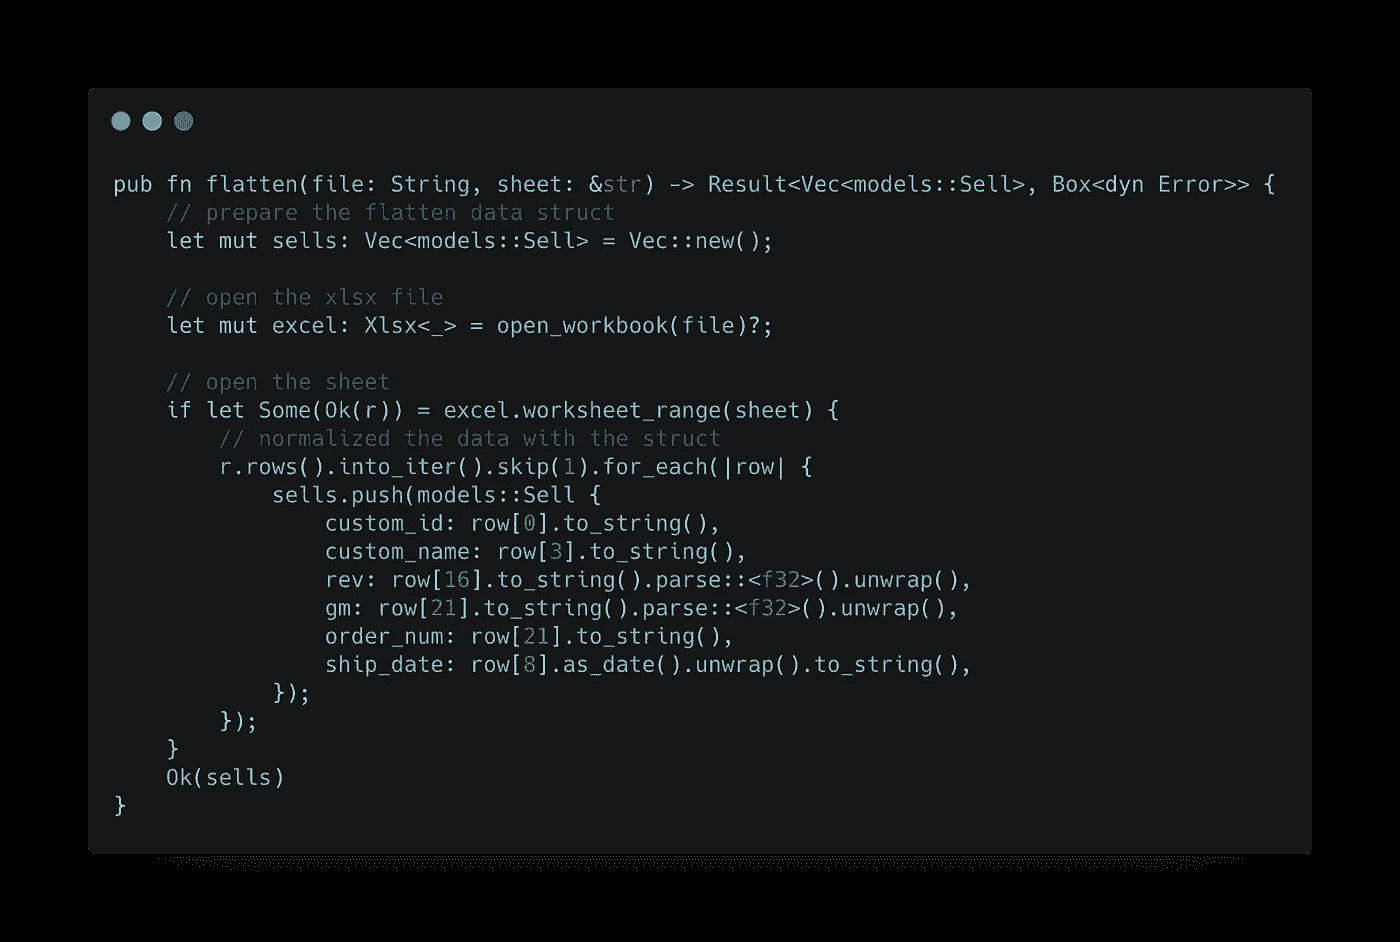 pub fn flatten(file: String, sheet: &str) -> Result<Vec<models::Sell>, Box<dyn Error>> {
    // prepare the flatten data struct
    let mut sells: Vec<models::Sell> = Vec::new();

    // open the xlsx file
    let mut excel: Xlsx<_> = open_workbook(file)?;

    // open the sheet
    if let Some(Ok(r)) = excel.worksheet_range(sheet) {
        // normalized the data with the struct
        r.rows().into_iter().skip(1).for_each(|row| {
            sells.push(models::Sell {
                custom_id: row[0].to_string(),
                custom_name: row[3].to_string(),
                rev: row[16].to_string().parse::<f32>().unwrap(),
                gm: row[21].to_string().parse::<f32>().unwrap(),
                order_num: row[21].to_string(),
                ship_date: row[8].as_date().unwrap().to_string(),
            });
        });
    }
    Ok(sells)
}